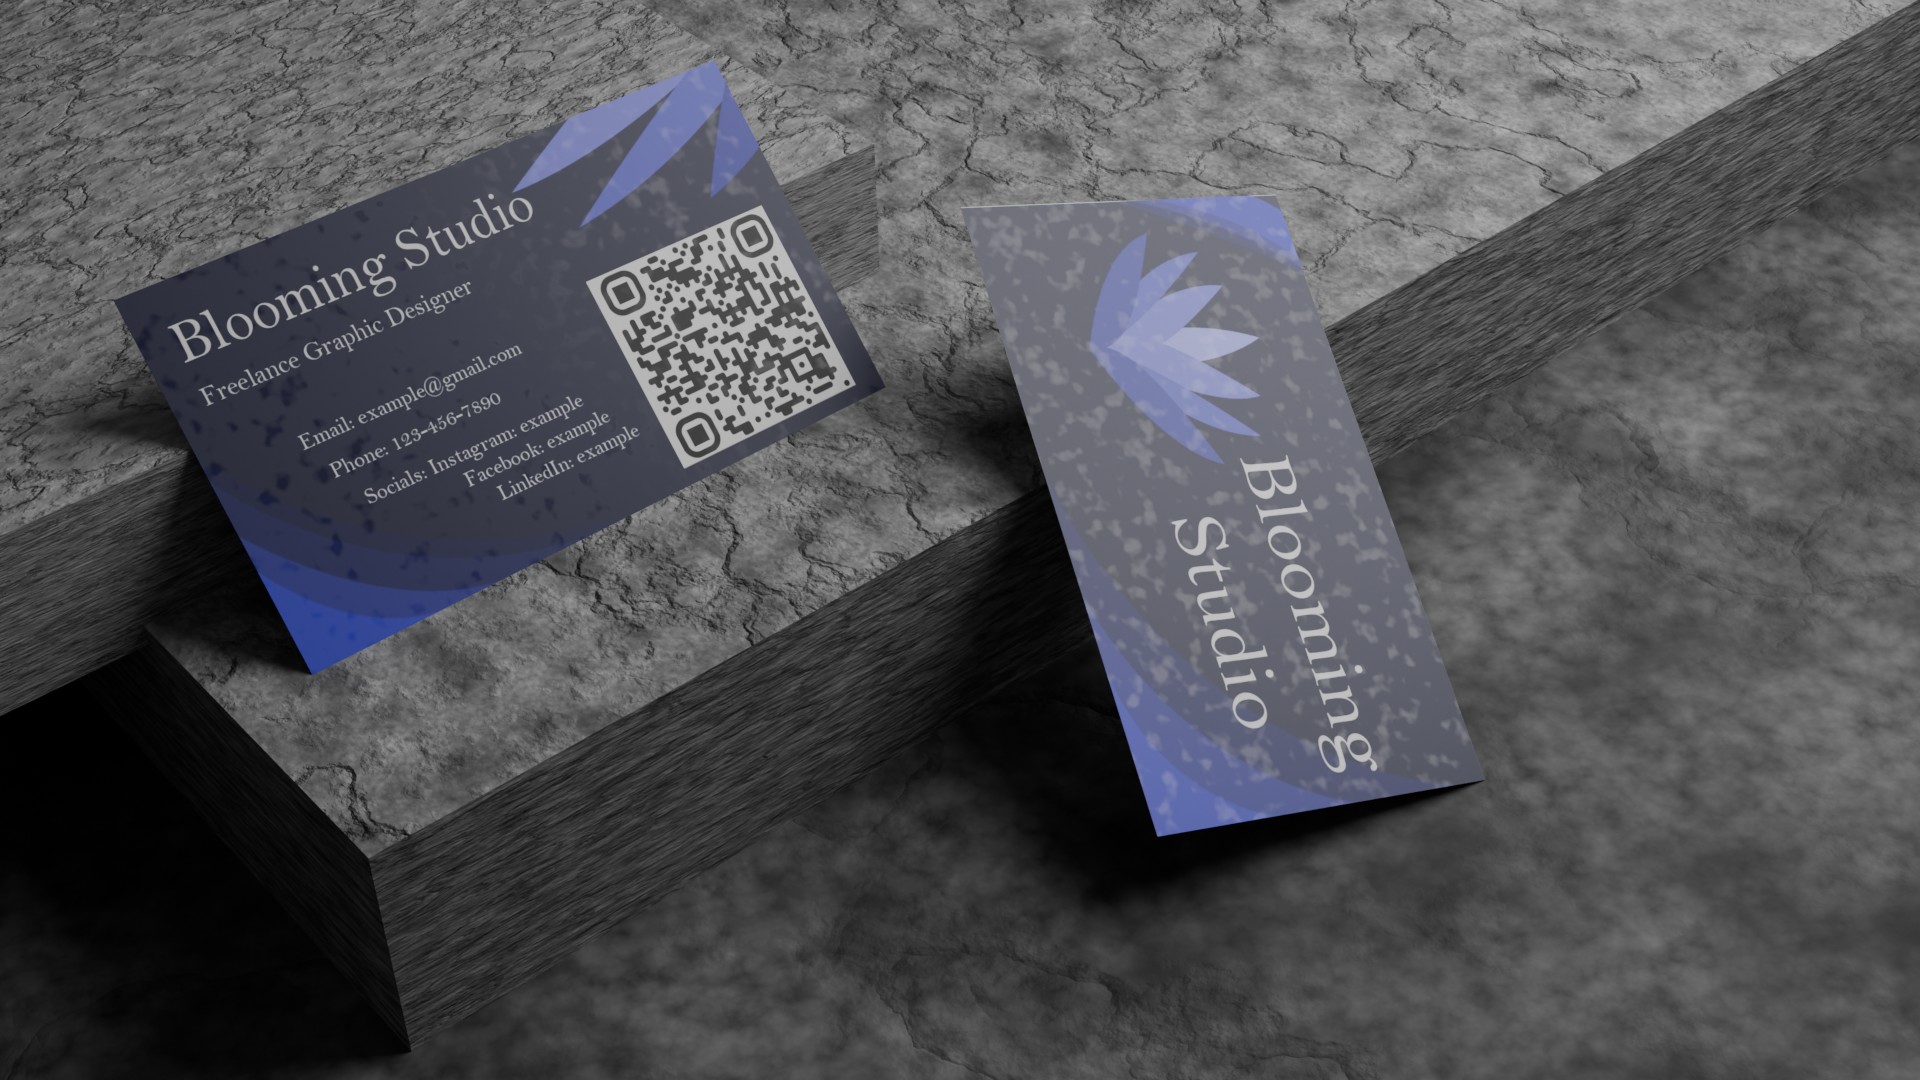 Blooming Studio
Freelance Graphic Designer
Email: example@gmail.com
Phone: 123-456-7890
Socials: Instagram: example
Facebook: example
LinkedIn: example
Blooming
Studio